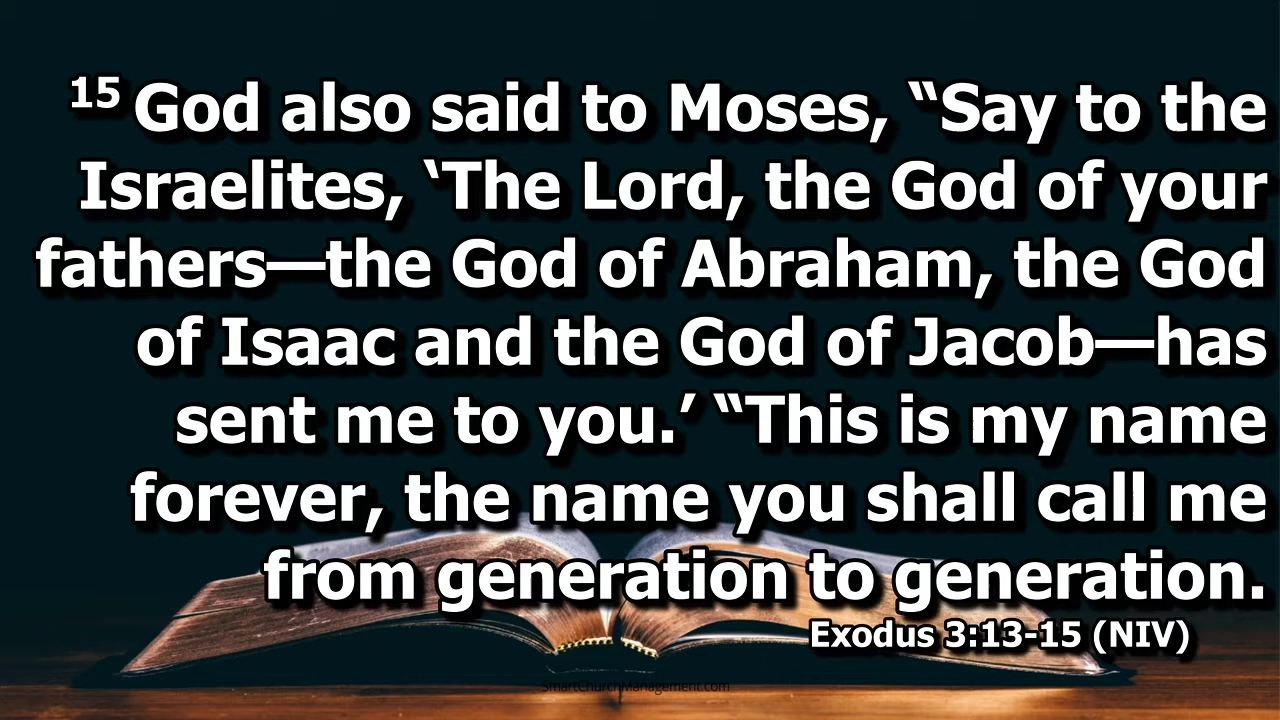 15 God also said to Moses, “Say to the
Israelites, ‘The Lord, the God of your
fathers—the God of Abraham, the God
of Isaac and the God of Jacob—has
sent me to you.’ “This is my name
forever, the name you shall call me
from generation to generation.
Exodus 3:13-15 (NIV)
SmartChurchManagement.com